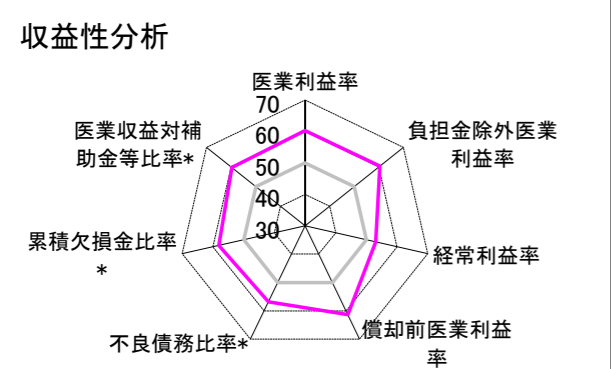 収益性分析
医業利益率
70
60
50
40
30
負担金除外医業
利益率
経常利益率
償却前医業利益
率
不良債務比率*
累積欠損金比率
*
医業収益対補
助金等比率*